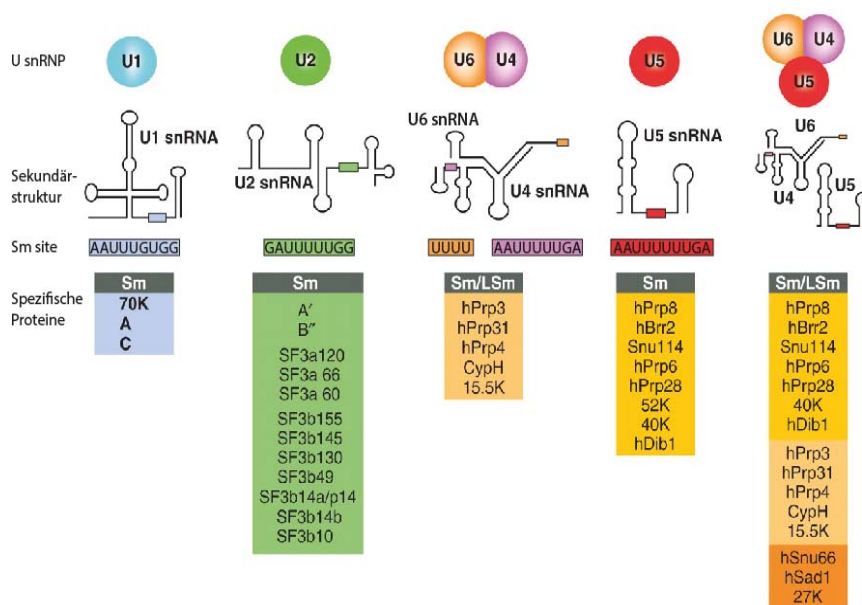 U snRNP
U1
U2
U6 U4
U5
U6 U4
U5
Sekundär-
struktur
U1 snRNA
U2 snRNA
U6 snRNA
U4 snRNA
U5 snRNA
U6
U4
U5
Sm site
AAUUUGUGG
GAUUUUUGG
UUUU
AAUUUUUGA
AAUUUUUUGA
Spezifische
Proteine
Sm
70K
A
C
Sm
A′
B″
SF3a120
SF3a 66
SF3a 60
SF3b155
SF3b145
SF3b130
SF3b49
SF3b14a/p14
SF3b14b
SF3b10
Sm/LSm
hPrp3
hPrp31
hPrp4
CypH
15.5K
Sm
hPrp8
hBrr2
Snu114
hPrp6
hPrp28
52K
40K
hDib1
Sm/LSm
hPrp8
hBrr2
Snu114
hPrp6
hPrp28
40K
hDib1
hPrp3
hPrp31
hPrp4
CypH
15.5K
hSnu66
hSad1
27K